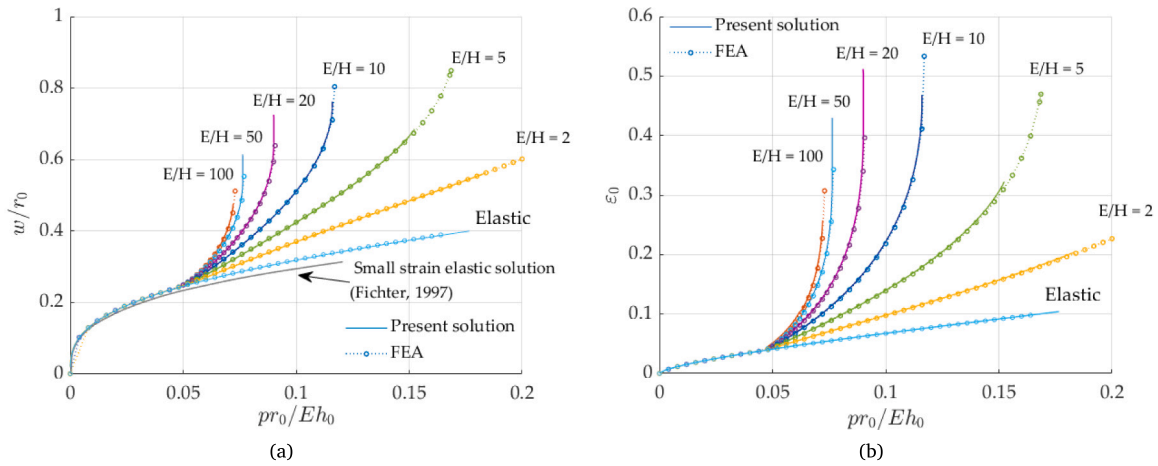 1
0.8
0.6
0.4
0.2
0
0
0.05
0.1
0.15
0.2
w/r₀
pr₀/Eh₀
E/H = 5
E/H = 10
E/H = 20
E/H = 50
E/H = 2
E/H = 100
Elastic
Small strain elastic solution
(Fichter, 1997)
Present solution
FEA
(a)
Present solution
FEA
E/H = 10
E/H = 20
E/H = 5
E/H = 50
E/H = 100
E/H = 2
Elastic
0.6
0.5
0.4
0.3
0.2
0.1
0
0
0.05
0.1
0.15
0.2
ε₀
pr₀/Eh₀
(b)